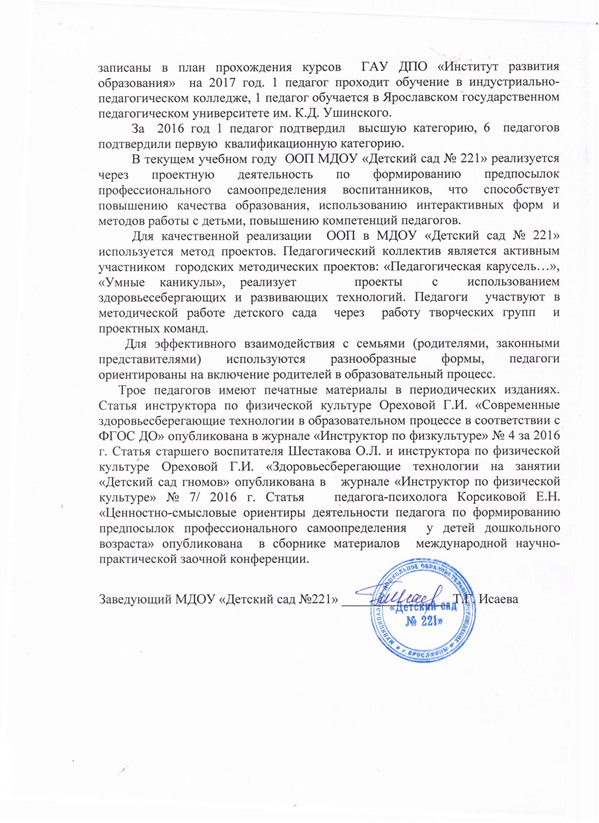 записаны в план прохождения курсов ГАУ ДПО «Институт развития
образования» на 2017 год. 1 педагог проходит обучение в индустриально-
педагогическом колледже, 1 педагог обучается в Ярославском государственном
педагогическом университете им. К.Д. Ушинского.
За 2016 год 1 педагог подтвердил высшую категорию, 6 педагогов
подтвердили первую квалификационную категорию.
В текущем учебном году ООП МДОУ «Детский сад № 221» реализуется
через проектную деятельность по формированию предпосылок
профессионального самоопределения воспитанников, что способствует
повышению качества образования, использованию интерактивных форм и
методов работы с детьми, повышению компетенций педагогов.
Для качественной реализации ООП в МДОУ «Детский сад № 221»
используется метод проектов. Педагогический коллектив является активным
участником городских методических проектов: «Педагогическая карусель…»,
«Умные каникулы», реализует проекты с использованием
здоровьесебергающих и развивающих технологий. Педагоги участвуют в
методической работе детского сада через работу творческих групп и
проектных команд.
Для эффективного взаимодействия с семьями (родителями, законными
представителями) используются разнообразные формы, педагоги
ориентированы на включение родителей в образовательный процесс.
Трое педагогов имеют печатные материалы в периодических изданиях.
Статья инструктора по физической культуре Ореховой Г.И. «Современные
здоровьесберегающие технологии в образовательном процессе в соответствии с
ФГОС ДО» опубликована в журнале «Инструктор по физкультуре» № 4 за 2016
г. Статья старшего воспитателя Шестакова О.Л. и инструктора по физической
культуре Ореховой Г.И. «Здоровьесберегающие технологии на занятии
«Детский сад гномов» опубликована в журнале «Инструктор по физической
культуре» № 7/ 2016 г. Статья педагога-психолога Корсиковой Е.Н.
«Ценностно-смысловые ориентиры деятельности педагога по формированию
предпосылок профессионального самоопределения у детей дошкольного
возраста» опубликована в сборнике материалов международной научно-
практической заочной конференции.
Заведующий МДОУ «Детский сад №221» Т.Г. Исаева
«Детский сад
№ 221»